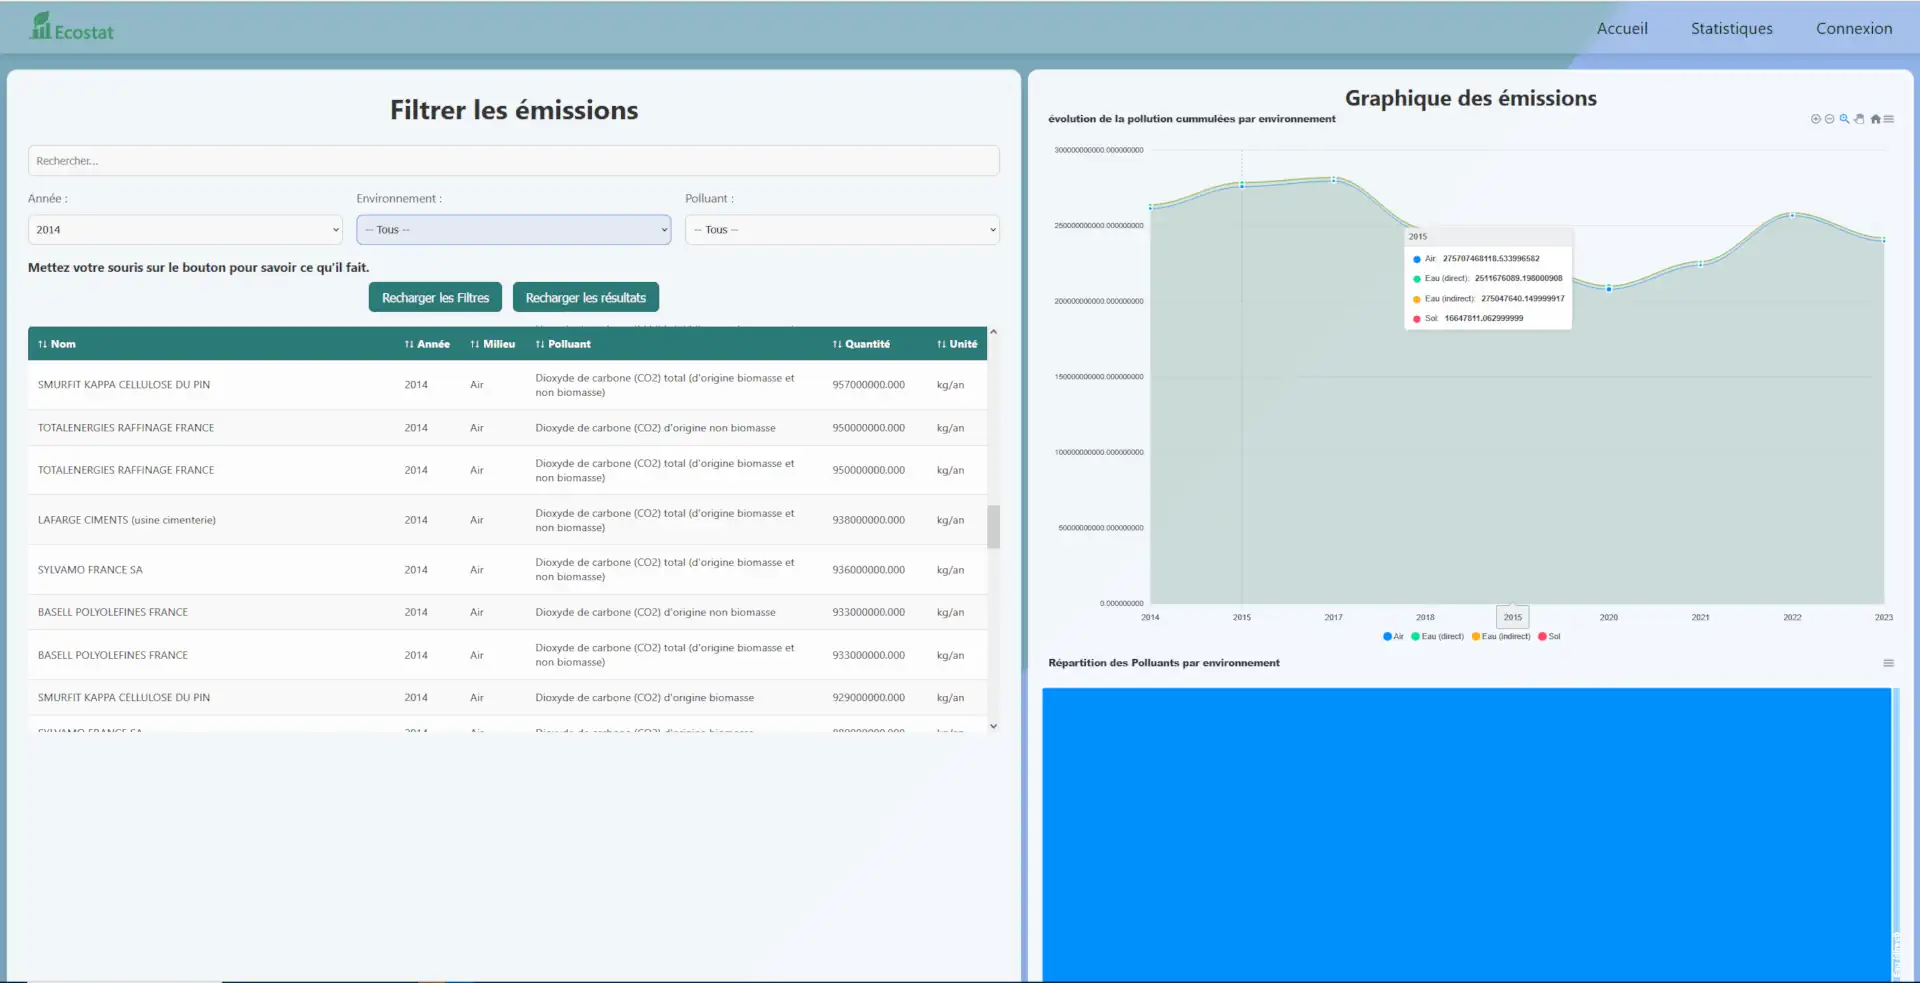 Ecostat
Accueil Statistiques Connexion
Filtrer les émissions
Rechercher...
Année : Environnement : Polluant :
2014 -- Tous -- -- Tous --
Mettez votre souris sur le bouton pour savoir ce qu'il fait.
Recharger les Filtres Recharger les résultats
↑↓ Nom ↑↓ Année ↑↓ Milieu ↑↓ Polluant ↑↓ Quantité ↑↓ Unité
SMURFIT KAPPA CELLULOSE DU PIN 2014 Air Dioxyde de carbone (CO2) total (d'origine biomasse et
non biomasse) 957000000.000 kg/an
TOTALENERGIES RAFFINAGE FRANCE 2014 Air Dioxyde de carbone (CO2) d'origine non biomasse 950000000.000 kg/an
TOTALENERGIES RAFFINAGE FRANCE 2014 Air Dioxyde de carbone (CO2) total (d'origine biomasse et
non biomasse) 950000000.000 kg/an
LAFARGE CIMENTS (usine cimenterie) 2014 Air Dioxyde de carbone (CO2) total (d'origine biomasse et
non biomasse) 938000000.000 kg/an
SYLVAMO FRANCE SA 2014 Air Dioxyde de carbone (CO2) total (d'origine biomasse et
non biomasse) 936000000.000 kg/an
BASELL POLYOLEFINES FRANCE 2014 Air Dioxyde de carbone (CO2) d'origine non biomasse 933000000.000 kg/an
BASELL POLYOLEFINES FRANCE 2014 Air Dioxyde de carbone (CO2) total (d'origine biomasse et
non biomasse) 933000000.000 kg/an
SMURFIT KAPPA CELLULOSE DU PIN 2014 Air Dioxyde de carbone (CO2) d'origine biomasse 929000000.000 kg/an
Graphique des émissions
évolution de la pollution cummulées par environnement
300000000000.000000000
250000000000.000000000
200000000000.000000000
150000000000.000000000
100000000000.000000000
50000000000.000000000
0.000000000
2015
Air: 275707468118.533996582
Eau (direct): 2511676089.198000908
Eau (indirect): 275047640.149999917
Sol: 16647811.062999999
2014 2015 2017 2018 2015 2020 2021 2022 2023
Air Eau (direct) Eau (indirect) Sol
Répartition des Polluants par environnement